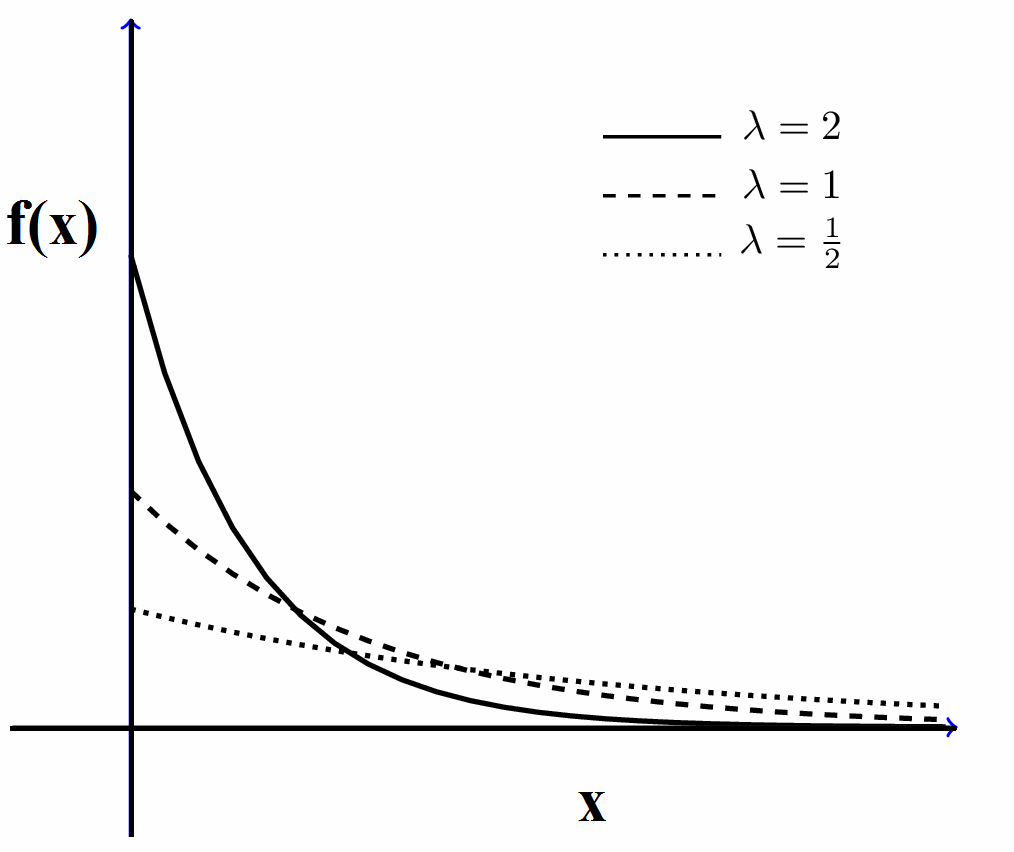 λ = 2
λ = 1
f(x)
λ = 1/2
x